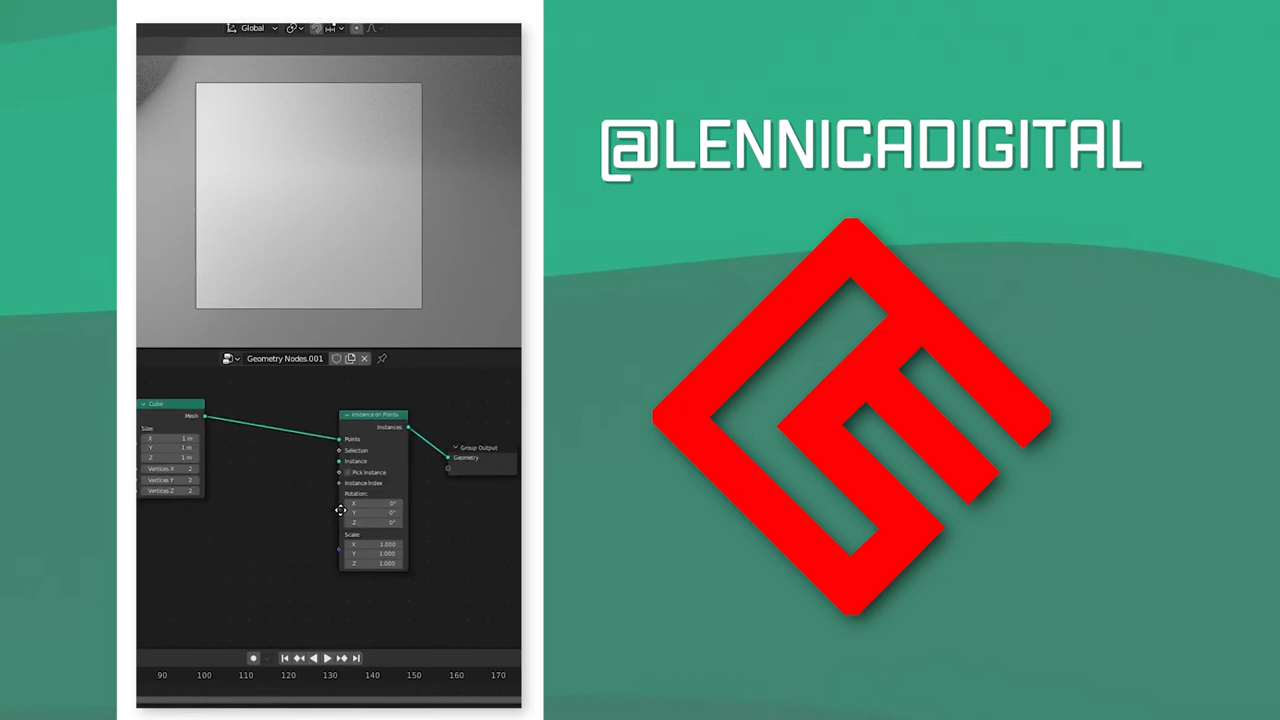 Global
@LENNICADIGITAL
Geometry Nodes.001
Cube
Mesh
Size:
X 1 m
Y 1 m
Z 1 m
Vertices X 2
Vertices Y 2
Vertices Z 2
Instance on Points
Instances
Points
Selection
Instance
Pick Instance
Instance Index
Rotation:
X 0°
Y 0°
Z 0°
Scale:
X 1.000
Y 1.000
Z 1.000
Group Output
Geometry
90 100 110 120 130 140 150 160 170